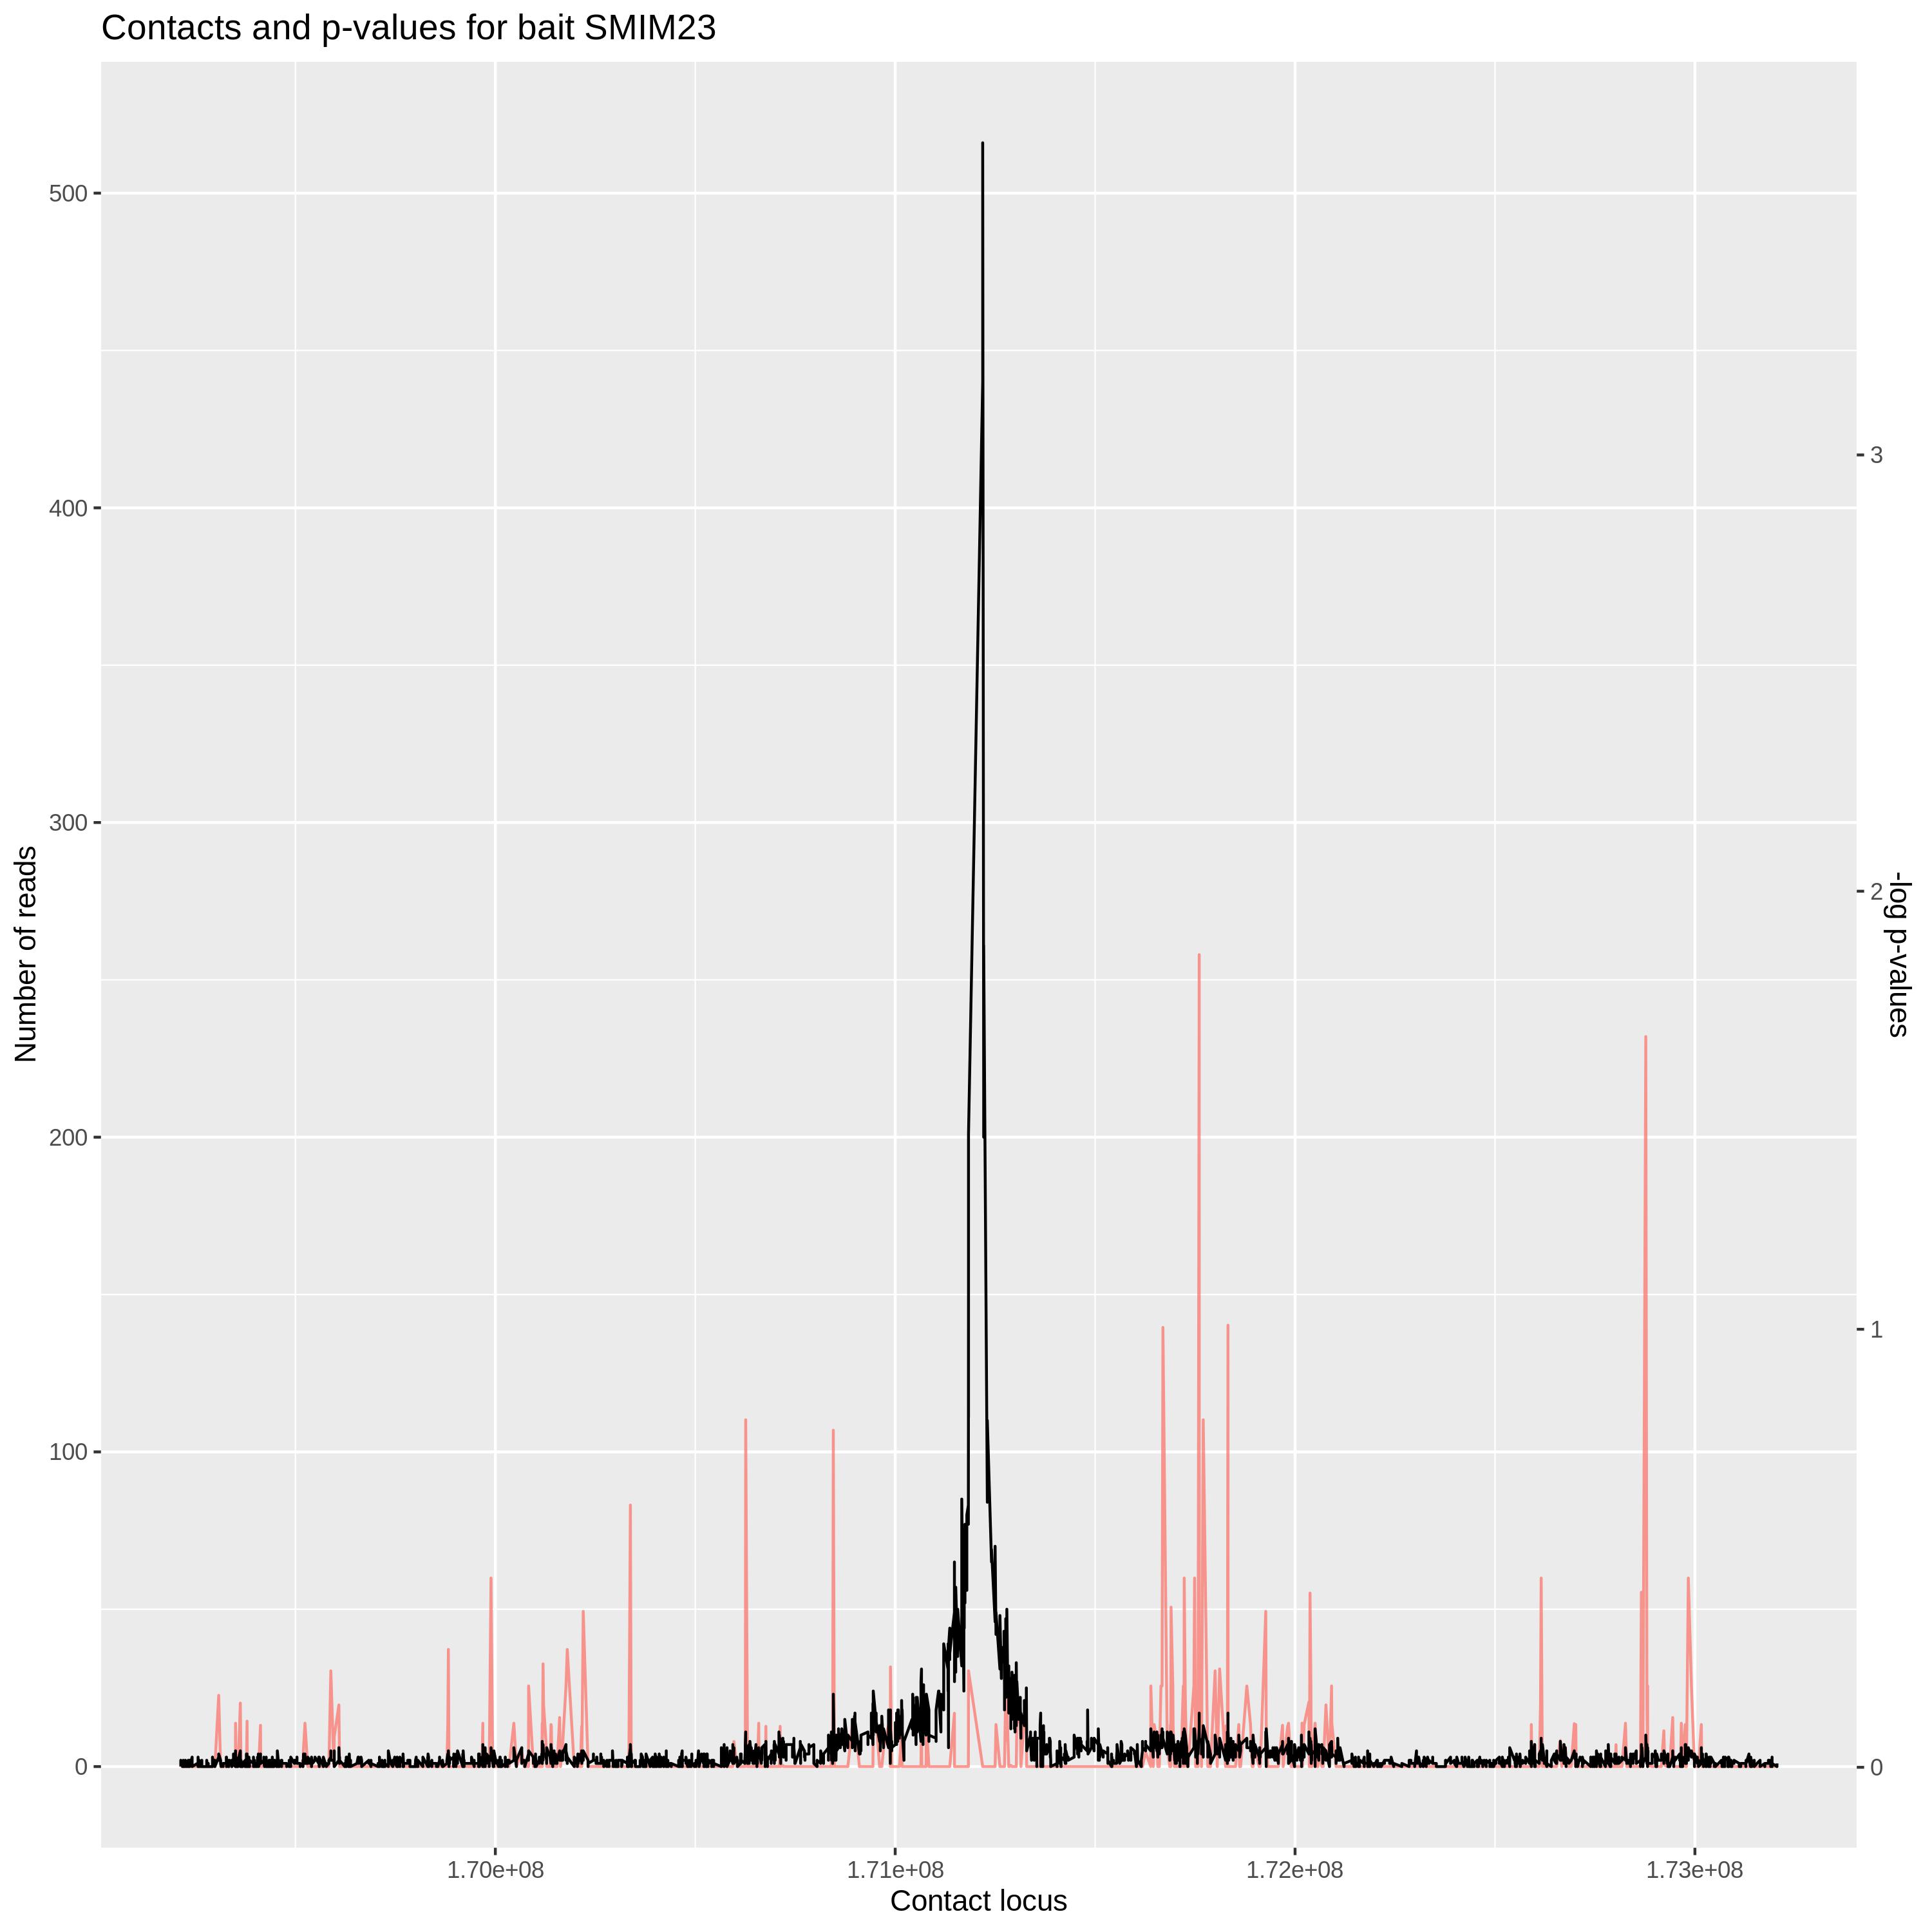 Contacts and p-values for bait SMIM23
Number of reads
500
400
300
200
100
0
3
2
1
0
-log p-values
1.70e+08
1.71e+08
1.72e+08
1.73e+08
Contact locus